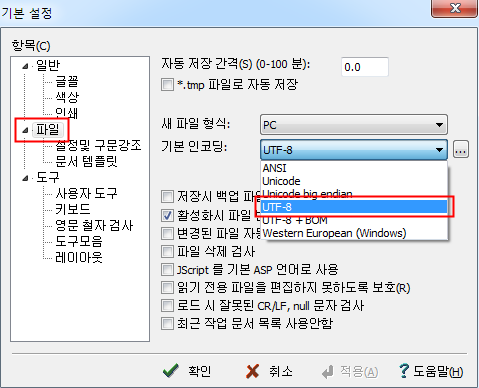 기본 설정
항목(C)
일반
글꼴
색상
인쇄
파일
설정및 구문강조
문서 템플릿
도구
사용자 도구
키보드
영문 철자 검사
도구모음
레이아웃
자동 저장 간격(S) (0-100 분):
0.0
*.tmp 파일로 자동 저장
새 파일 형식:
PC
기본 인코딩:
UTF-8
...
ANSI
Unicode
Unicode big endian
UTF-8
UTF-8 + BOM
Western European (Windows)
저장시 백업 파일
활성화시 파일
변경된 파일 자동
파일 삭제 검사
JScript 를 기본 ASP 언어로 사용
읽기 전용 파일을 편집하지 못하도록 보호(R)
로드 시 잘못된 CR/LF, null 문자 검사
최근 작업 문서 목록 사용안함
확인
취소
적용(A)
도움말(H)